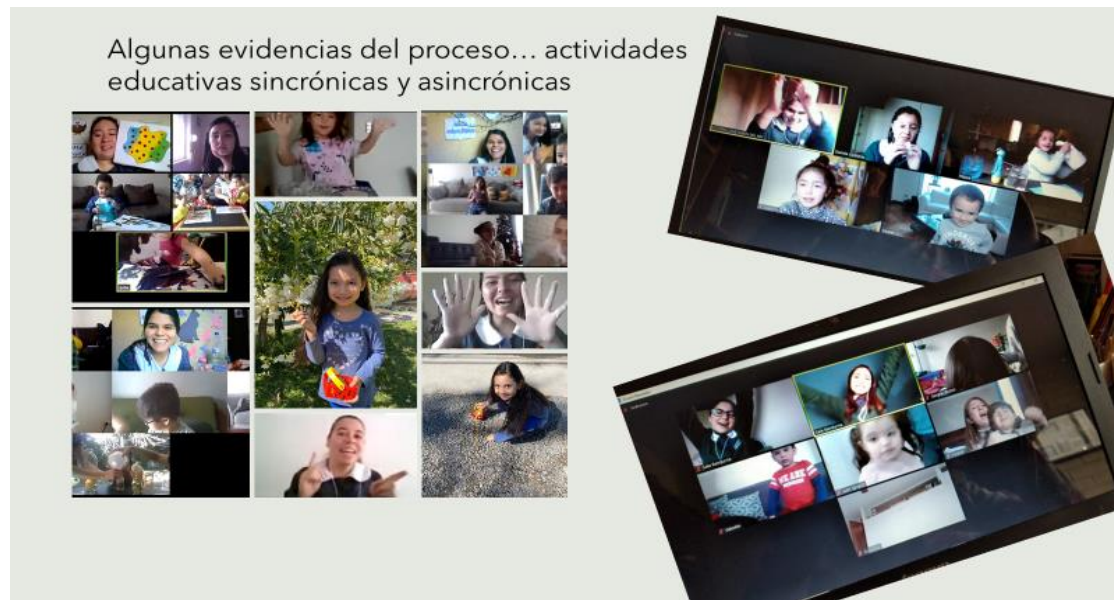 Algunas evidencias del proceso... actividades
educativas sincrónicas y asincrónicas